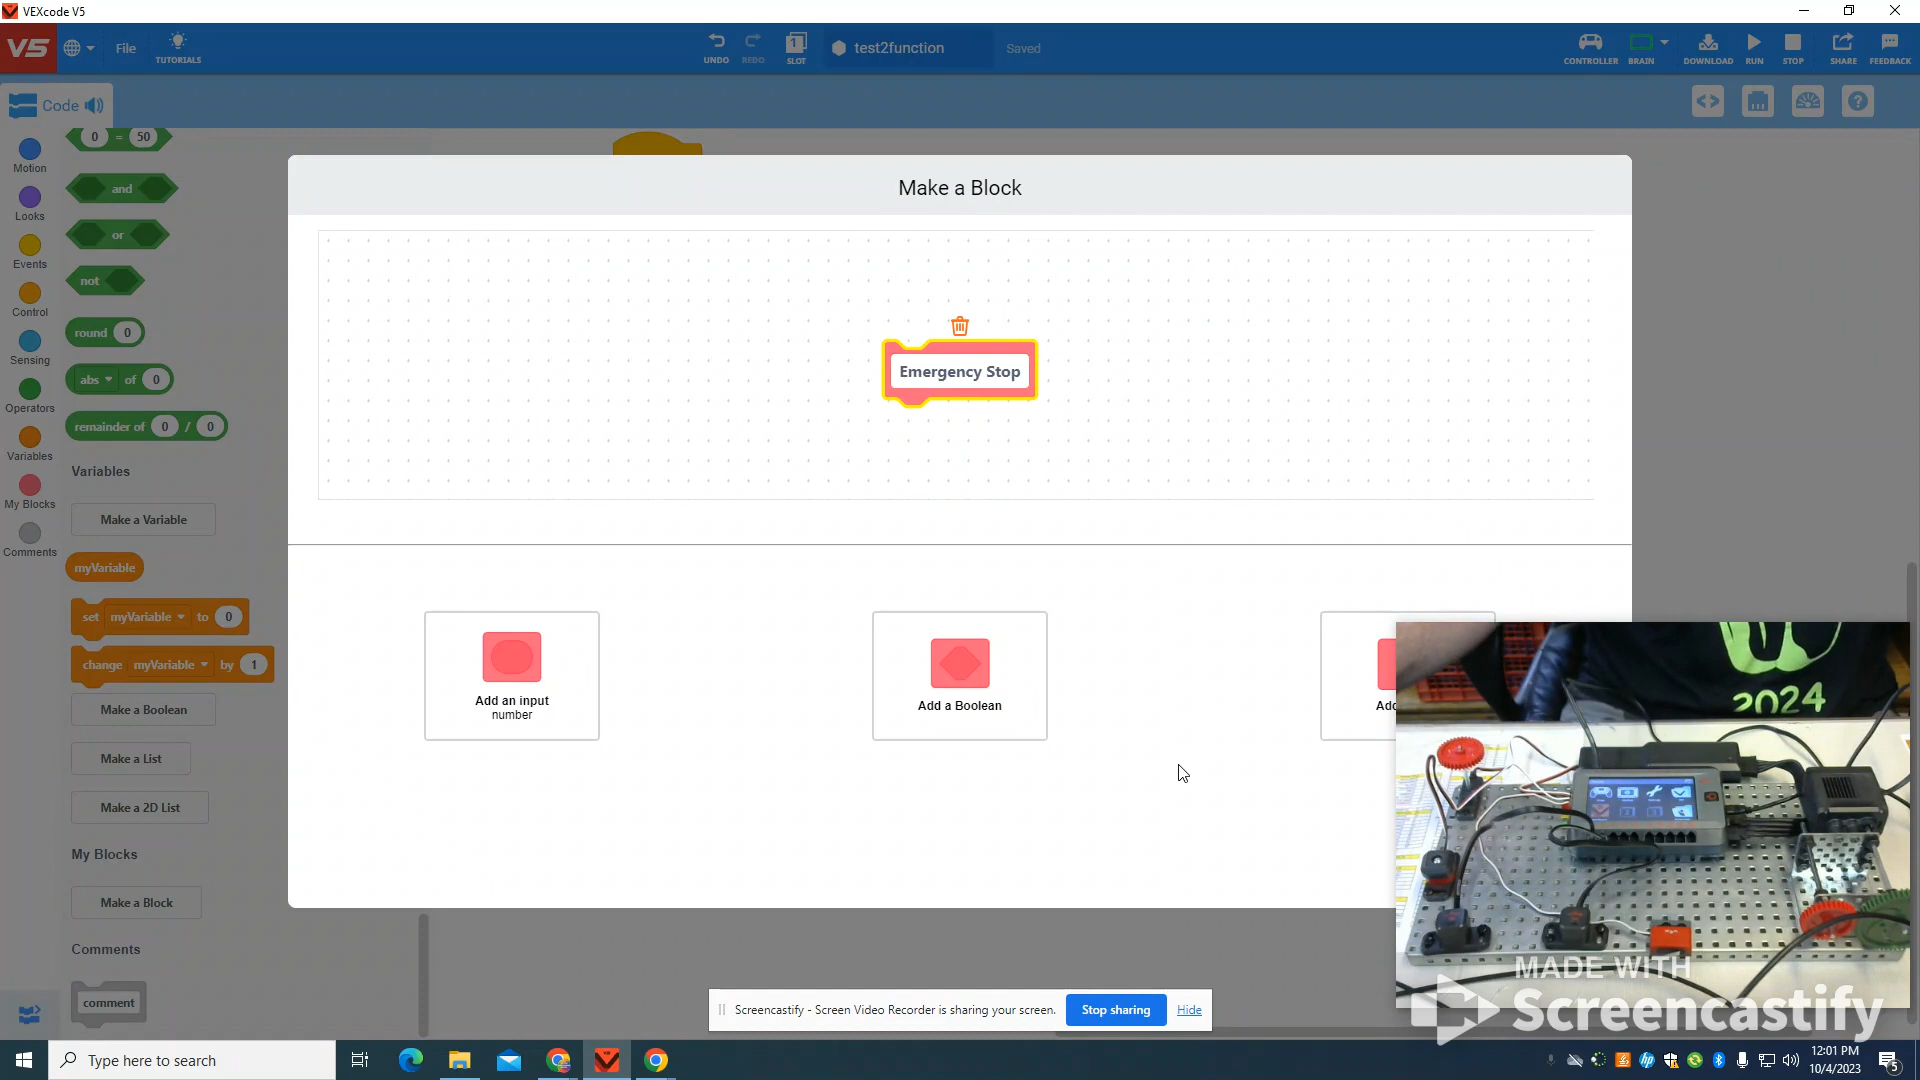 VEXcode V5
V5
File
TUTORIALS
UNDO
REDO
1
SLOT
test2function
Saved
CONTROLLER
BRAIN
DOWNLOAD
RUN
STOP
SHARE
FEEDBACK
Code
Motion
Looks
Events
Control
Sensing
Operators
Variables
My Blocks
Comments
0 = 50
and
or
not
round 0
abs of 0
remainder of 0 / 0
Variables
Make a Variable
myVariable
set myVariable to 0
change myVariable by 1
Make a Boolean
Make a List
Make a 2D List
My Blocks
Make a Block
Comments
comment
Make a Block
Emergency Stop
Add an input
number
Add a Boolean
2024
MADE WITH
Screencastify
Screencastify - Screen Video Recorder is sharing your screen.
Stop sharing
Hide
Type here to search
12:01 PM
10/4/2023
5